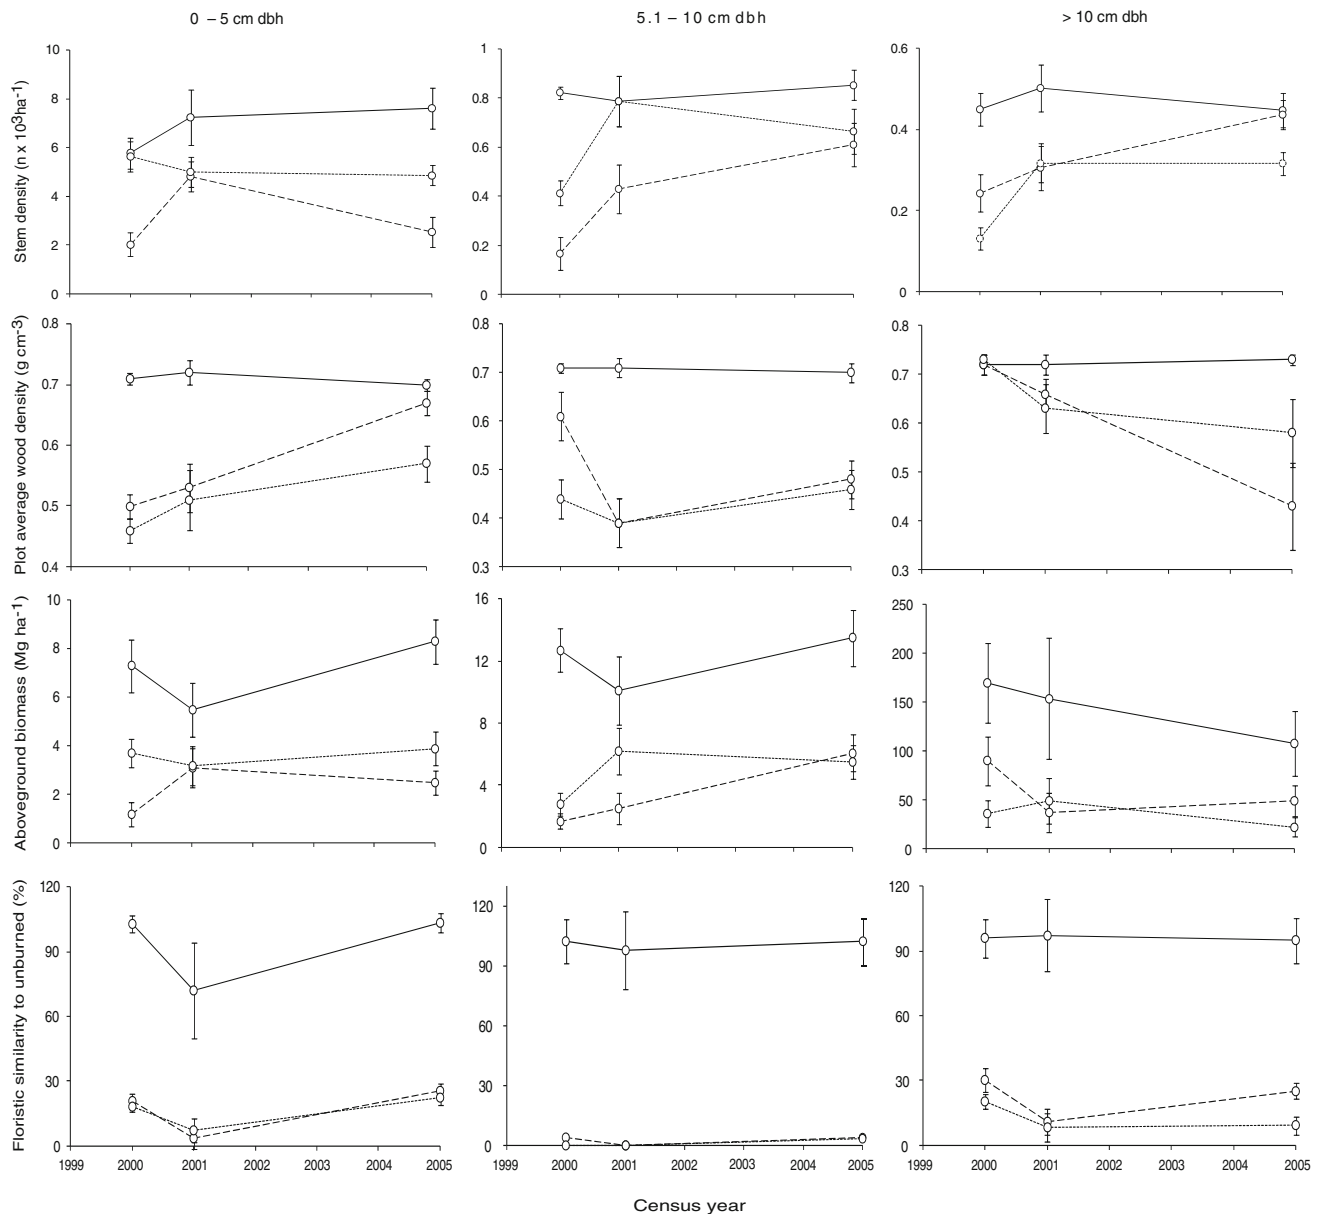 0 – 5 cm dbh 5.1 – 10 cm dbh > 10 cm dbh
Stem density (n x 10³ha⁻¹)
10 8 6 4 2 0
1 0.8 0.6 0.4 0.2 0
0.6 0.4 0.2 0
Plot average wood density (g cm⁻³)
0.8 0.7 0.6 0.5 0.4
0.8 0.7 0.6 0.5 0.4 0.3
0.8 0.7 0.6 0.5 0.4 0.3
Aboveground biomass (Mg ha⁻¹)
10 8 6 4 2 0
16 12 8 4 0
250 200 150 100 50 0
Floristic similarity to unburned (%)
120 90 60 30 0
120 90 60 30 0
120 90 60 30 0
1999 2000 2001 2002 2003 2004 2005 1999 2000 2001 2002 2003 2004 2005 1999 2000 2001 2002 2003 2004 2005
Census year